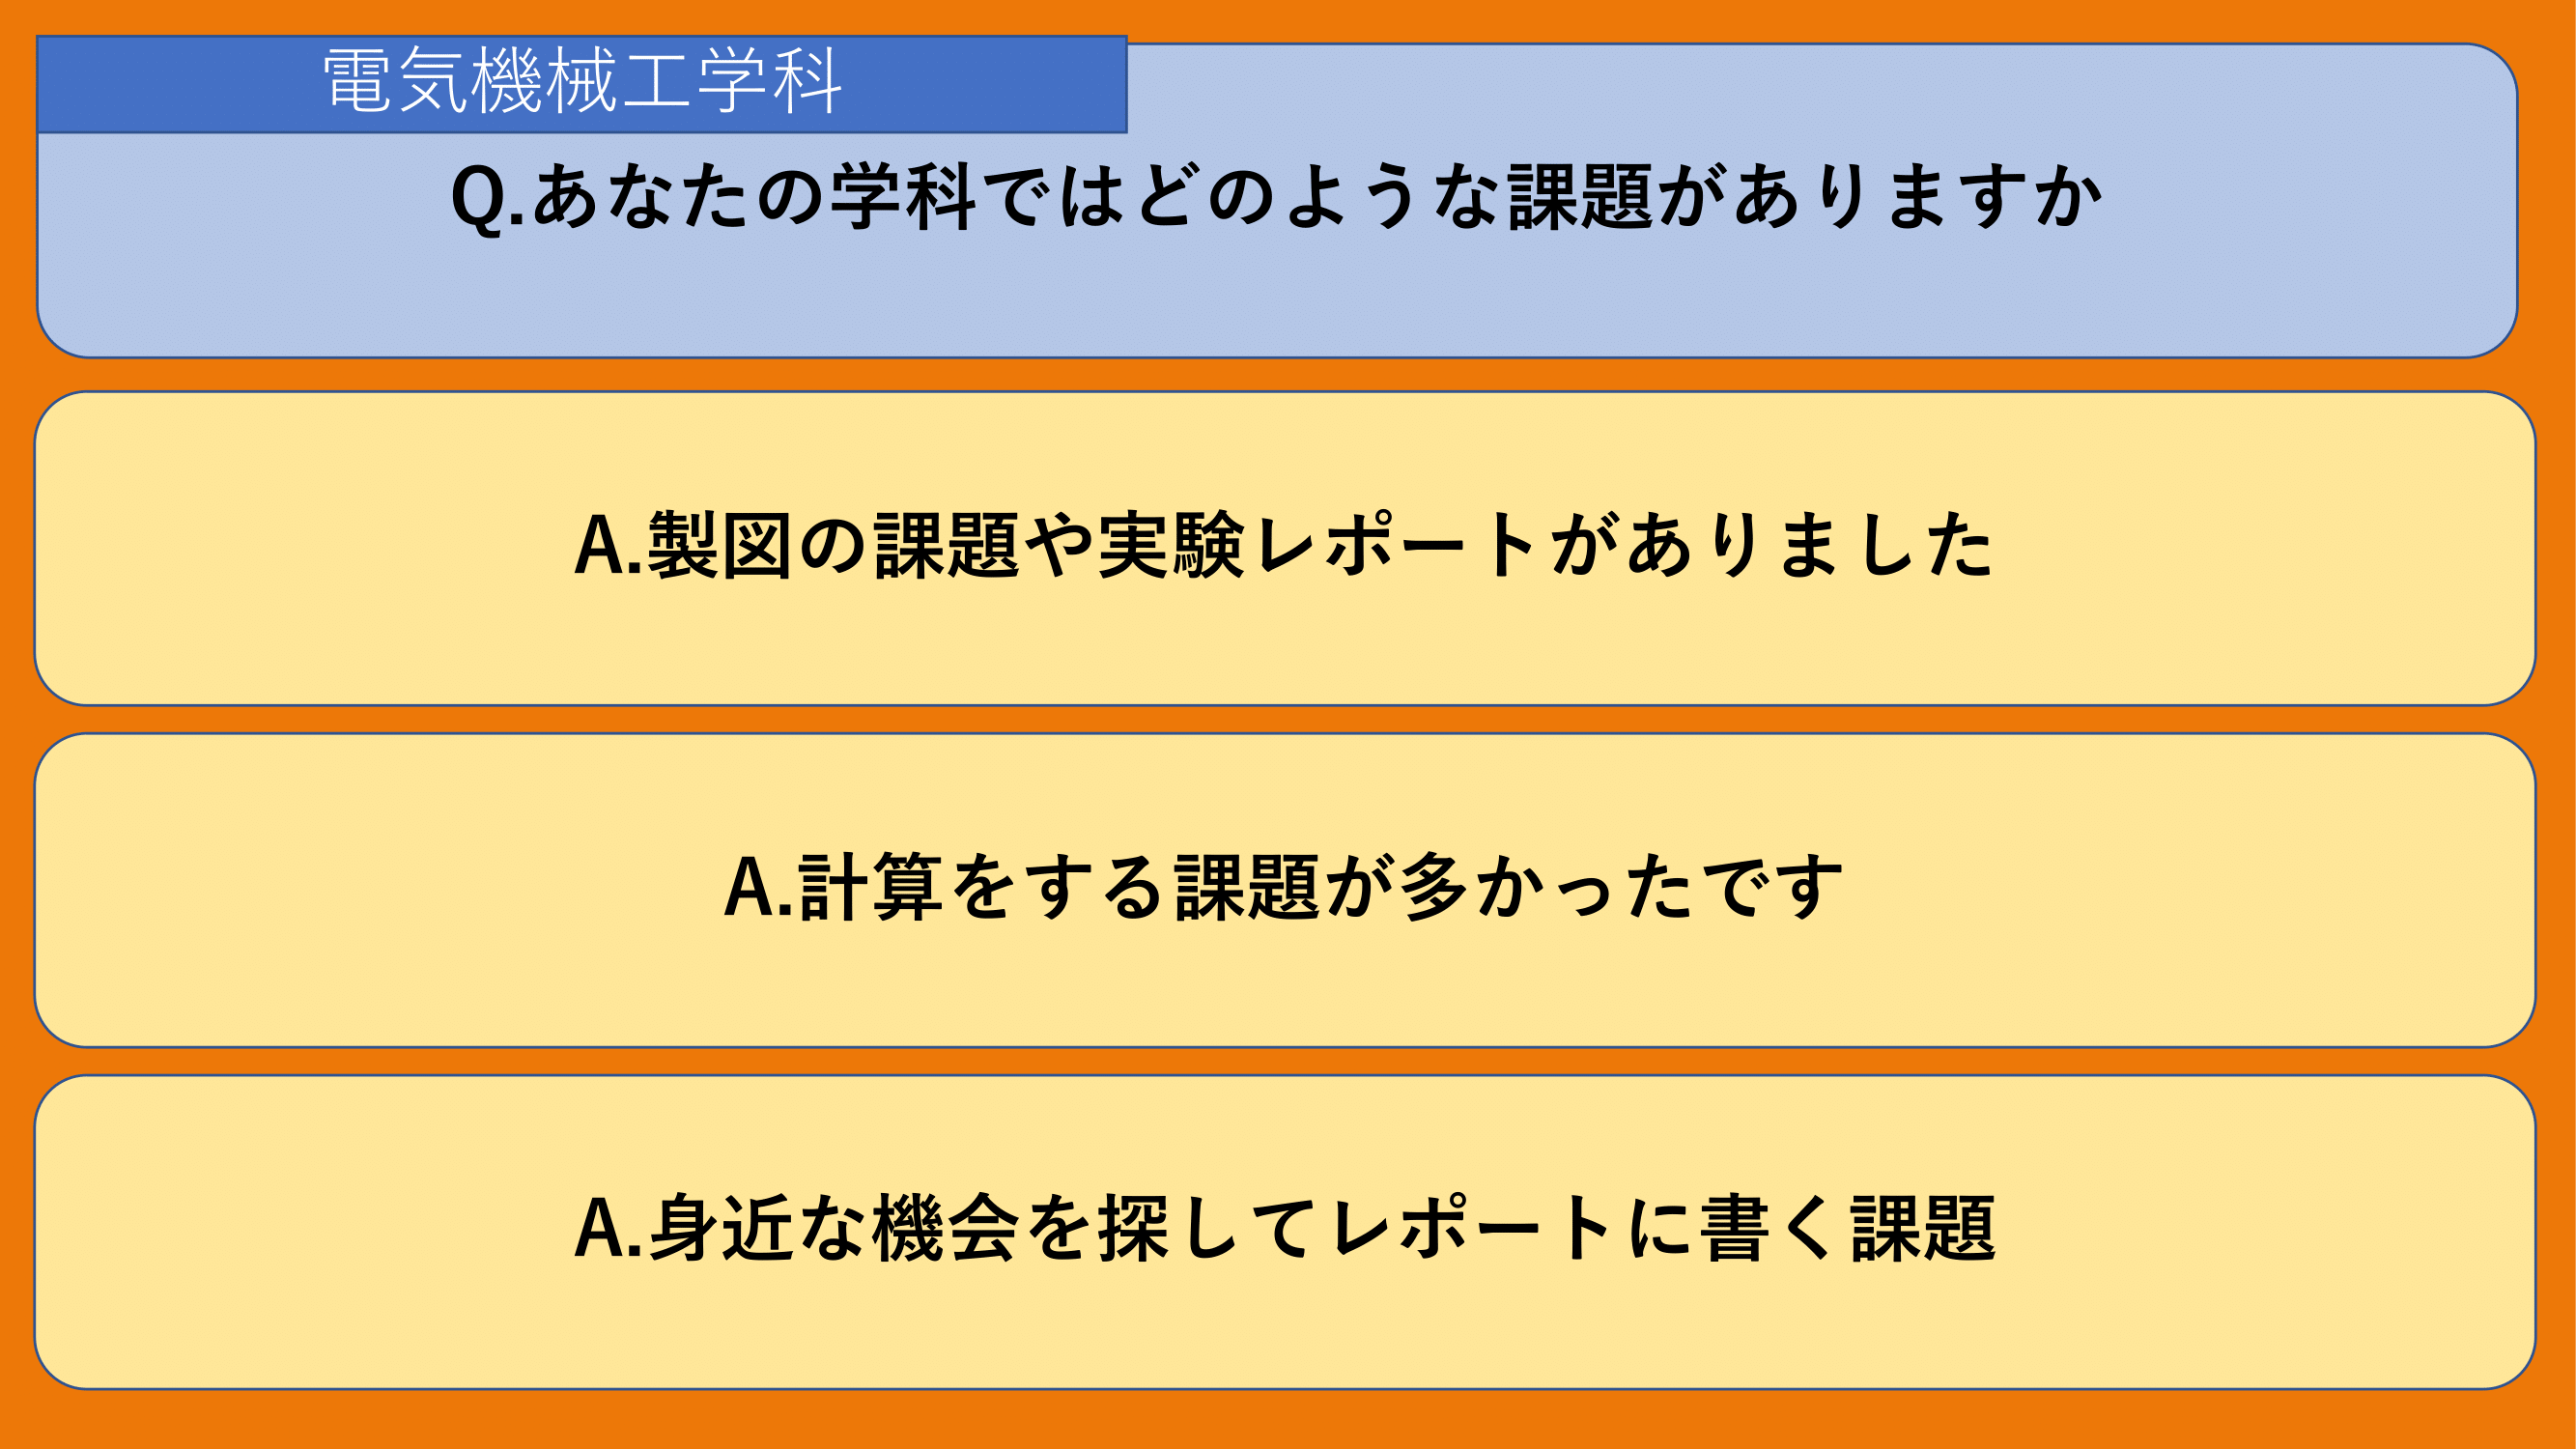 電気機械工学科
Q.あなたの学科ではどのような課題がありますか
A.製図の課題や実験レポートがありました
A.計算をする課題が多かったです
A.身近な機会を探してレポートに書く課題